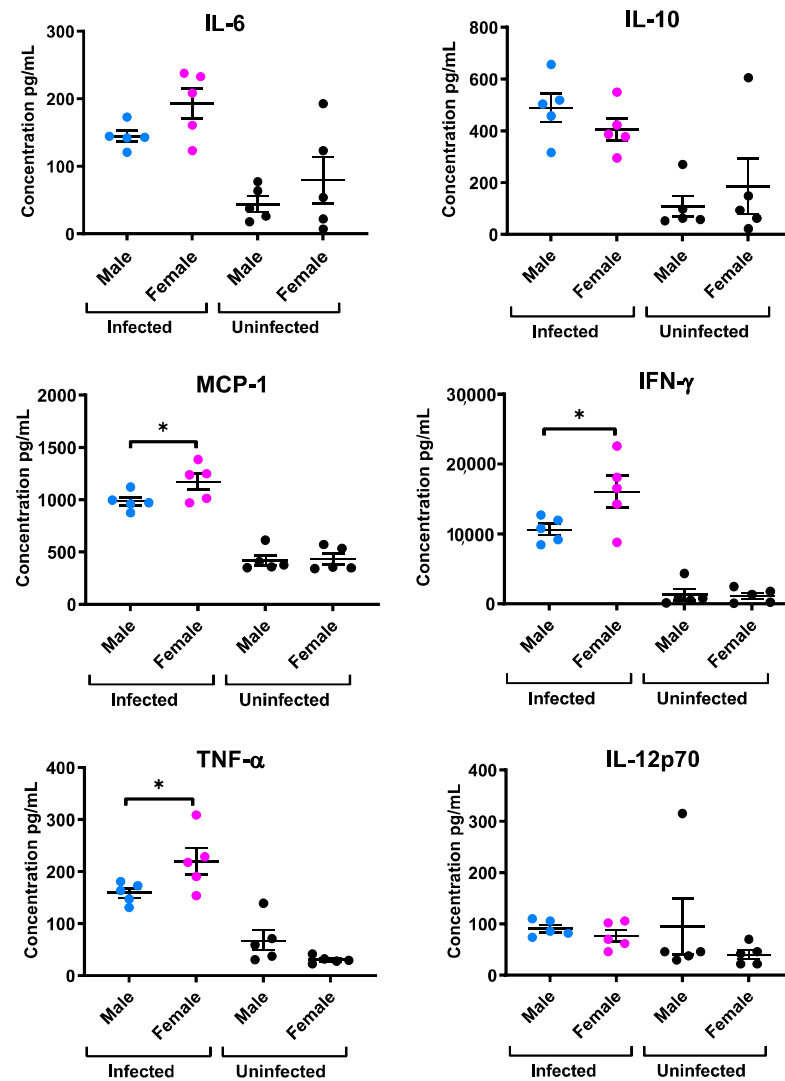 IL-6
Concentration pg/mL
300
200
100
0
Male
Female
Male
Female
Infected
Uninfected
IL-10
Concentration pg/mL
800
600
400
200
0
Male
Female
Male
Female
Infected
Uninfected
MCP-1
Concentration pg/mL
2000
1500
1000
500
0
*
Male
Female
Male
Female
Infected
Uninfected
IFN-γ
Concentration pg/mL
30000
20000
10000
0
*
Male
Female
Male
Female
Infected
Uninfected
TNF-α
Concentration pg/mL
400
300
200
100
0
*
Male
Female
Male
Female
Infected
Uninfected
IL-12p70
Concentration pg/mL
400
300
200
100
0
Male
Female
Male
Female
Infected
Uninfected